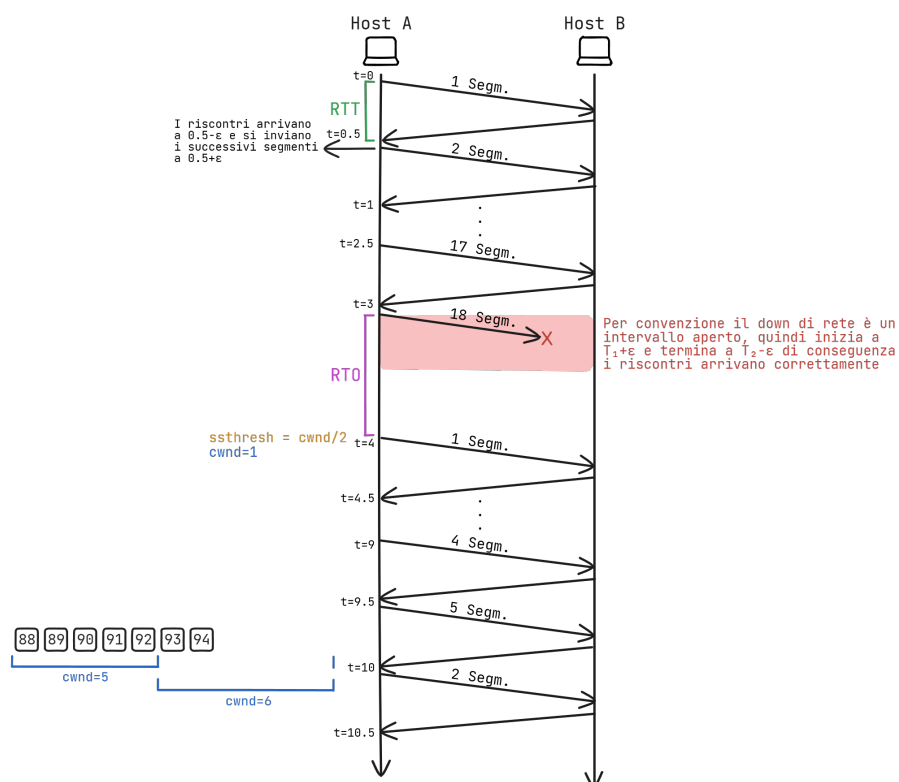 Host A
Host B
t=0
1 Segm.
RTT
I riscontri arrivano
a 0.5-ε e si inviano
i successivi segmenti
a 0.5+ε
t=0.5
2 Segm.
t=1
t=2.5
17 Segm.
t=3
18 Segm.
X
Per convenzione il down di rete è un
intervallo aperto, quindi inizia a
T₁+ε e termina a T₂-ε di conseguenza
i riscontri arrivano correttamente
RTO
ssthresh = cwnd/2
cwnd=1
t=4
1 Segm.
t=4.5
t=9
4 Segm.
t=9.5
5 Segm.
88 89 90 91 92 93 94
cwnd=5
cwnd=6
t=10
2 Segm.
t=10.5